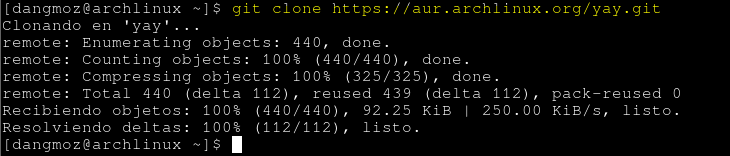 [dangmoz@archlinux ~]$ git clone https://aur.archlinux.org/yay.git
Clonando en 'yay'...
remote: Enumerating objects: 440, done.
remote: Counting objects: 100% (440/440), done.
remote: Compressing objects: 100% (325/325), done.
remote: Total 440 (delta 112), reused 439 (delta 112), pack-reused 0
Recibiendo objetos: 100% (440/440), 92.25 KiB | 250.00 KiB/s, listo.
Resolviendo deltas: 100% (112/112), listo.
[dangmoz@archlinux ~]$